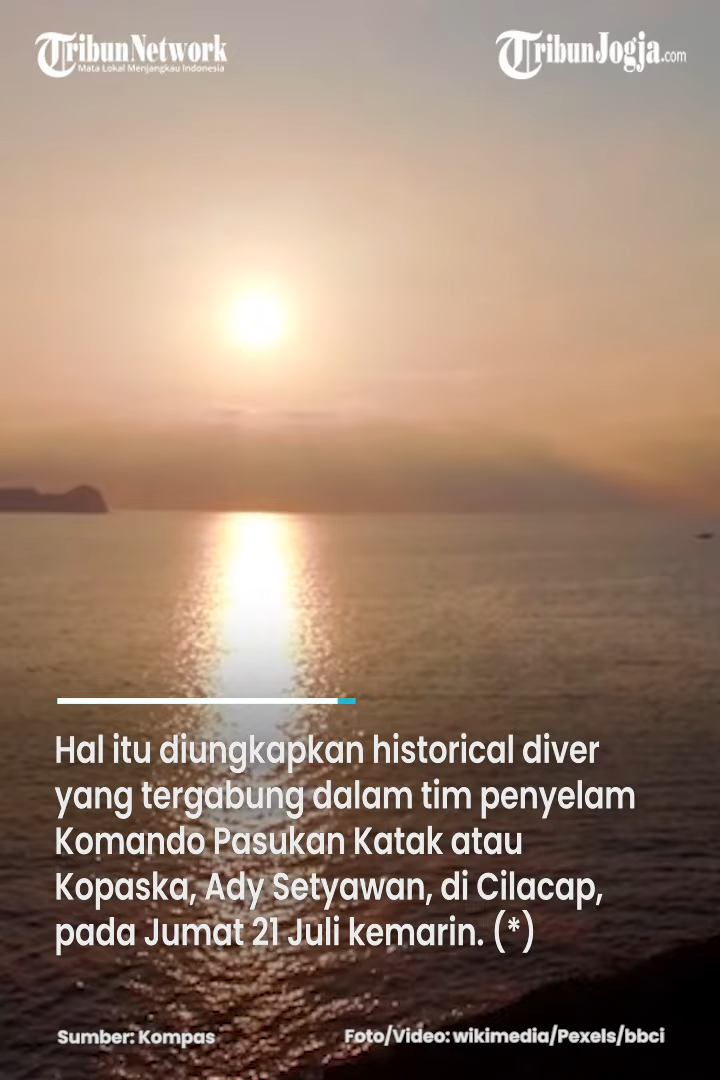 TribunNetwork
Mata Lokal Menjangkau Indonesia
TribunJogja.com
Hal itu diungkapkan historical diver
yang tergabung dalam tim penyelam
Komando Pasukan Katak atau
Kopaska, Ady Setyawan, di Cilacap,
pada Jumat 21 Juli kemarin. (*)
Sumber: Kompas
Foto/Video: wikimedia/Pexels/bbci